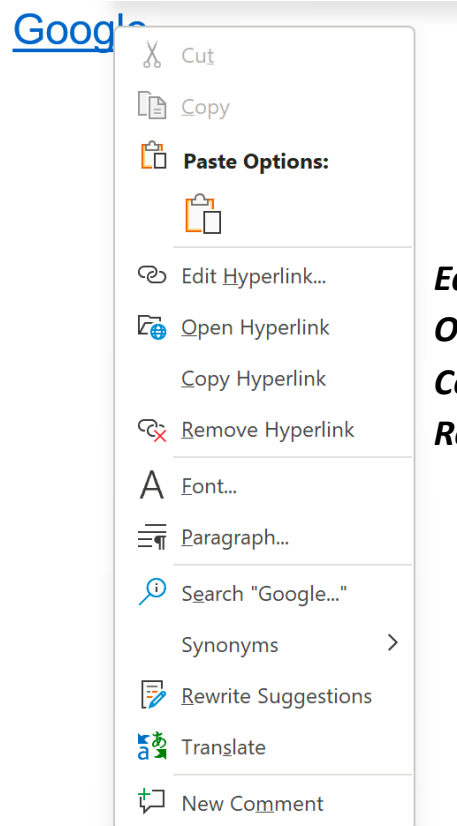 Google
Cut
Copy
Paste Options:
Edit Hyperlink...
Open Hyperlink
Copy Hyperlink
Remove Hyperlink
Font...
Paragraph...
Search "Google..."
Synonyms
Rewrite Suggestions
Translate
New Comment